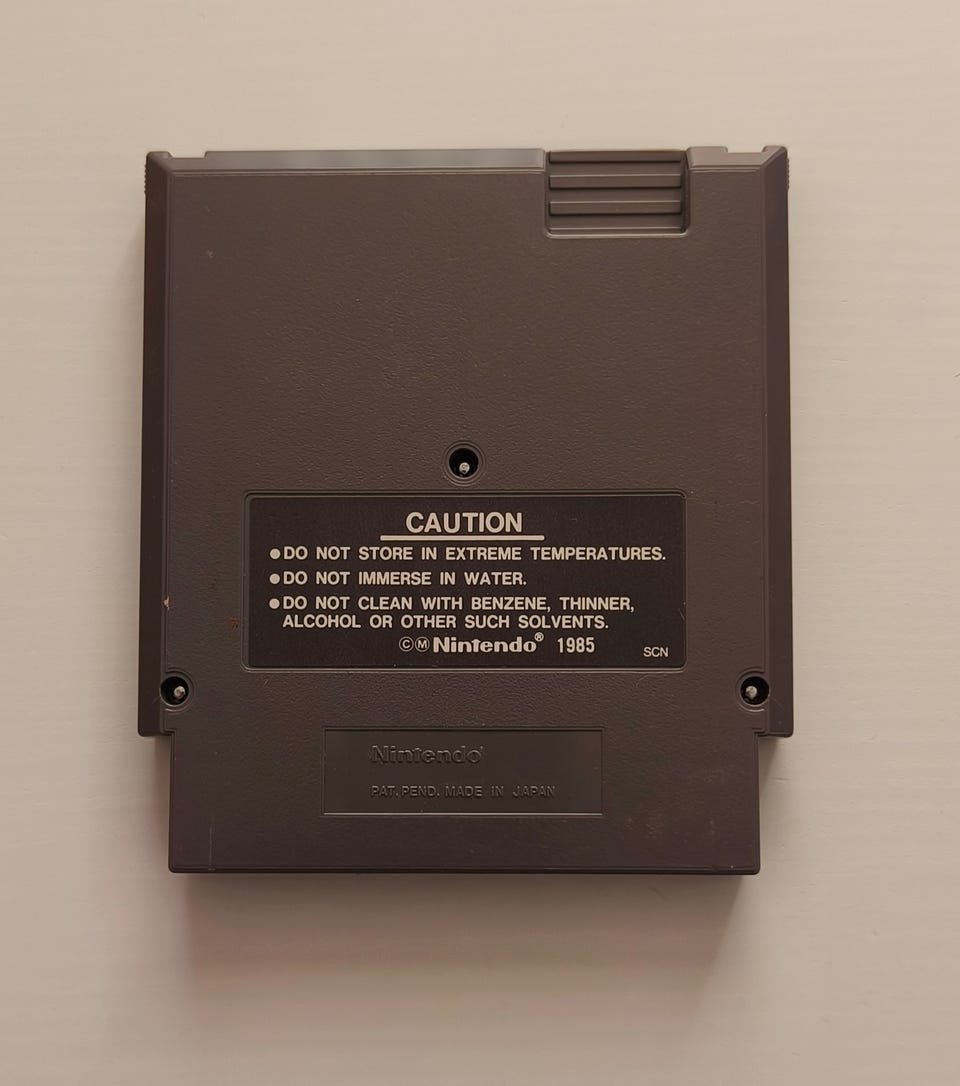 CAUTION
●DO NOT STORE IN EXTREME TEMPERATURES.
●DO NOT IMMERSE IN WATER.
●DO NOT CLEAN WITH BENZENE, THINNER,
ALCOHOL OR OTHER SUCH SOLVENTS.
ⒸⓂNintendo® 1985 SCN
Nintendo®
PAT. PEND. MADE IN JAPAN